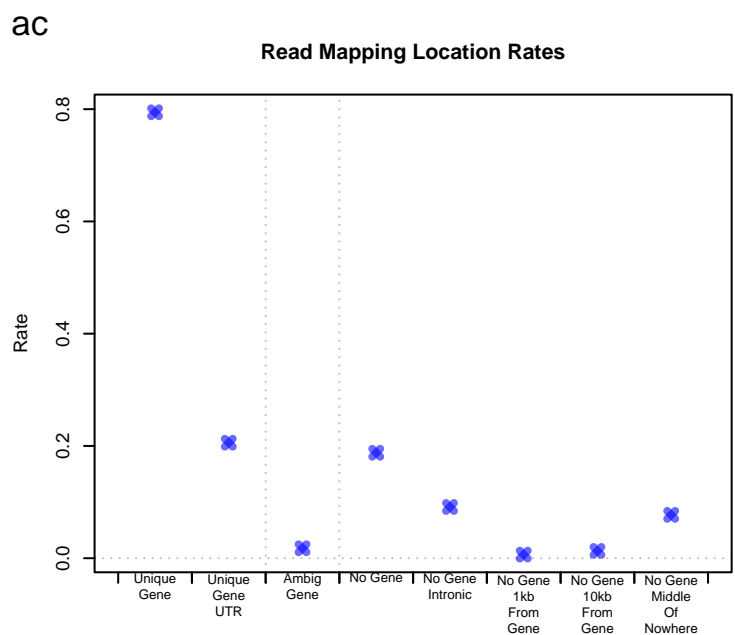 ac
Read Mapping Location Rates
Rate
0.8
0.6
0.4
0.2
0.0
Unique
Gene
Unique
Gene
UTR
Ambig
Gene
No Gene
No Gene
Intronic
No Gene
1kb
From
Gene
No Gene
10kb
From
Gene
No Gene
Middle
Of
Nowhere